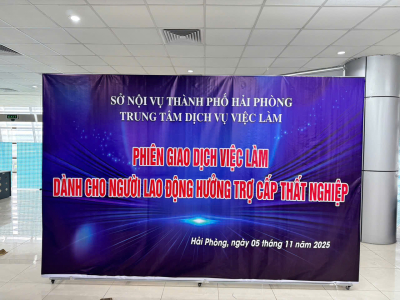 SỞ NỘI VỤ THÀNH PHỐ HẢI PHÒNG
TRUNG TÂM DỊCH VỤ VIỆC LÀM
PHIÊN GIAO DỊCH VIỆC LÀM
DÀNH CHO NGƯỜI LAO ĐỘNG HƯỞNG TRỢ CẤP THẤT NGHIỆP
Hải Phòng, ngày 05 tháng 11 năm 2025